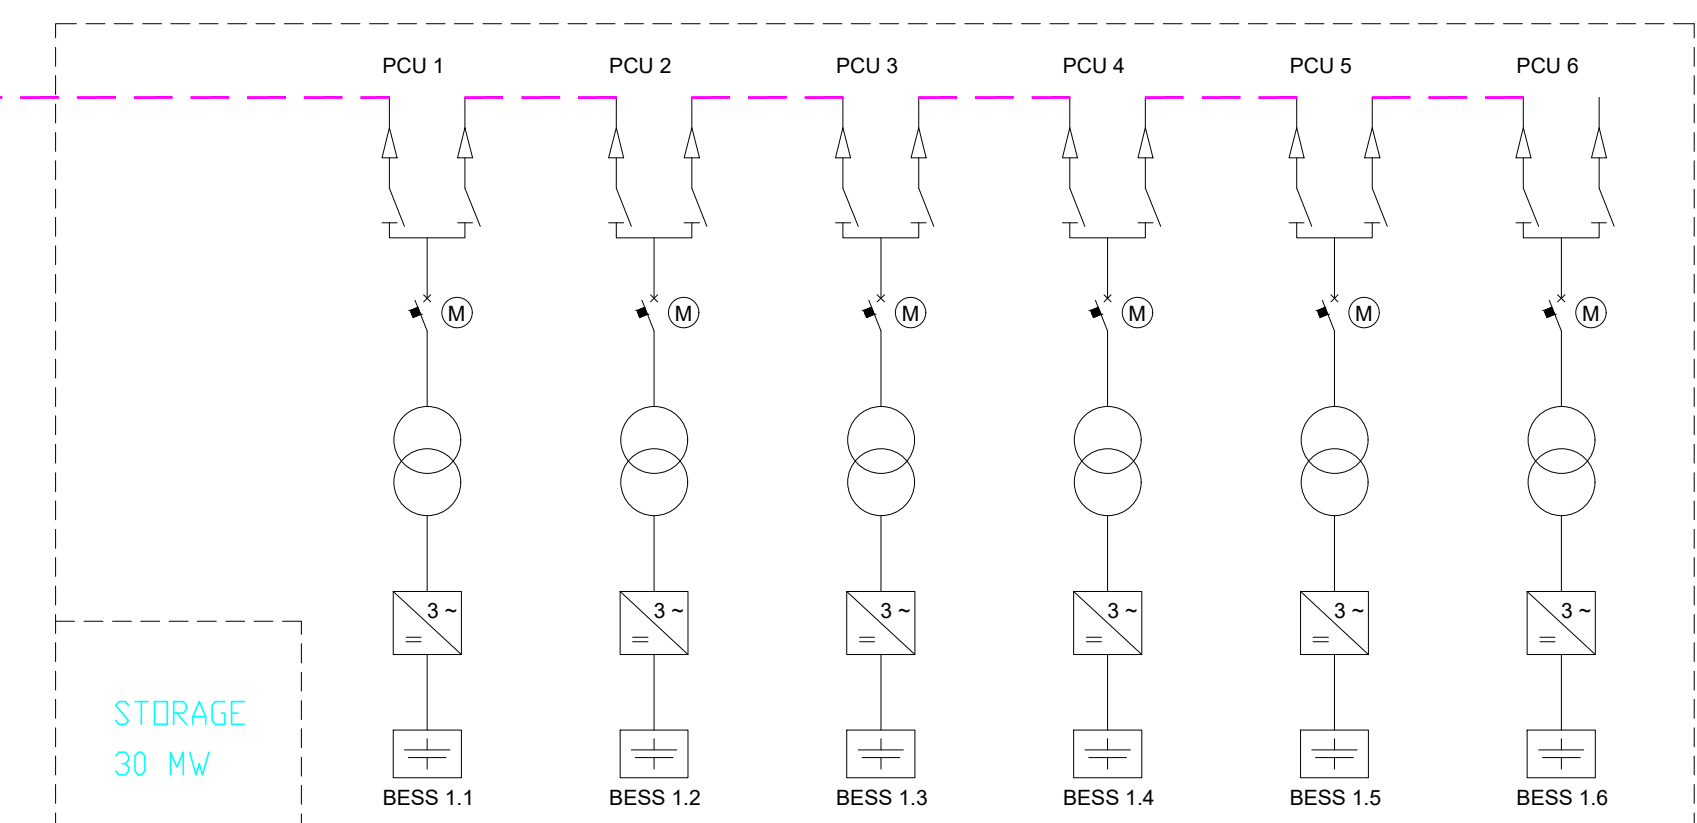 PCU 1 PCU 2 PCU 3 PCU 4 PCU 5 PCU 6
M M M M M M
3 ~ 3 ~ 3 ~ 3 ~ 3 ~ 3 ~
STORAGE
30 MW
BESS 1.1 BESS 1.2 BESS 1.3 BESS 1.4 BESS 1.5 BESS 1.6